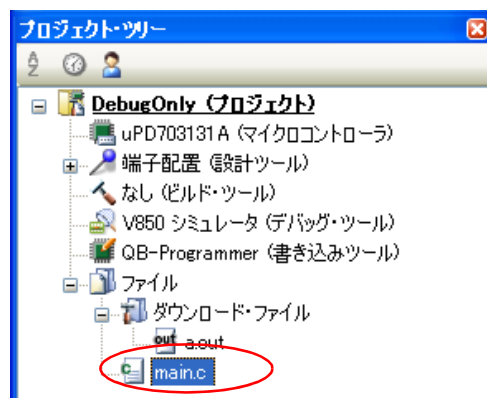 プロジェクト・ツリー
DebugOnly (プロジェクト)
uPD703131A (マイクロコントローラ)
端子配置 (設計ツール)
なし (ビルド・ツール)
V850 シミュレータ (デバッグ・ツール)
QB-Programmer (書き込みツール)
ファイル
ダウンロード・ファイル
a.out
main.c